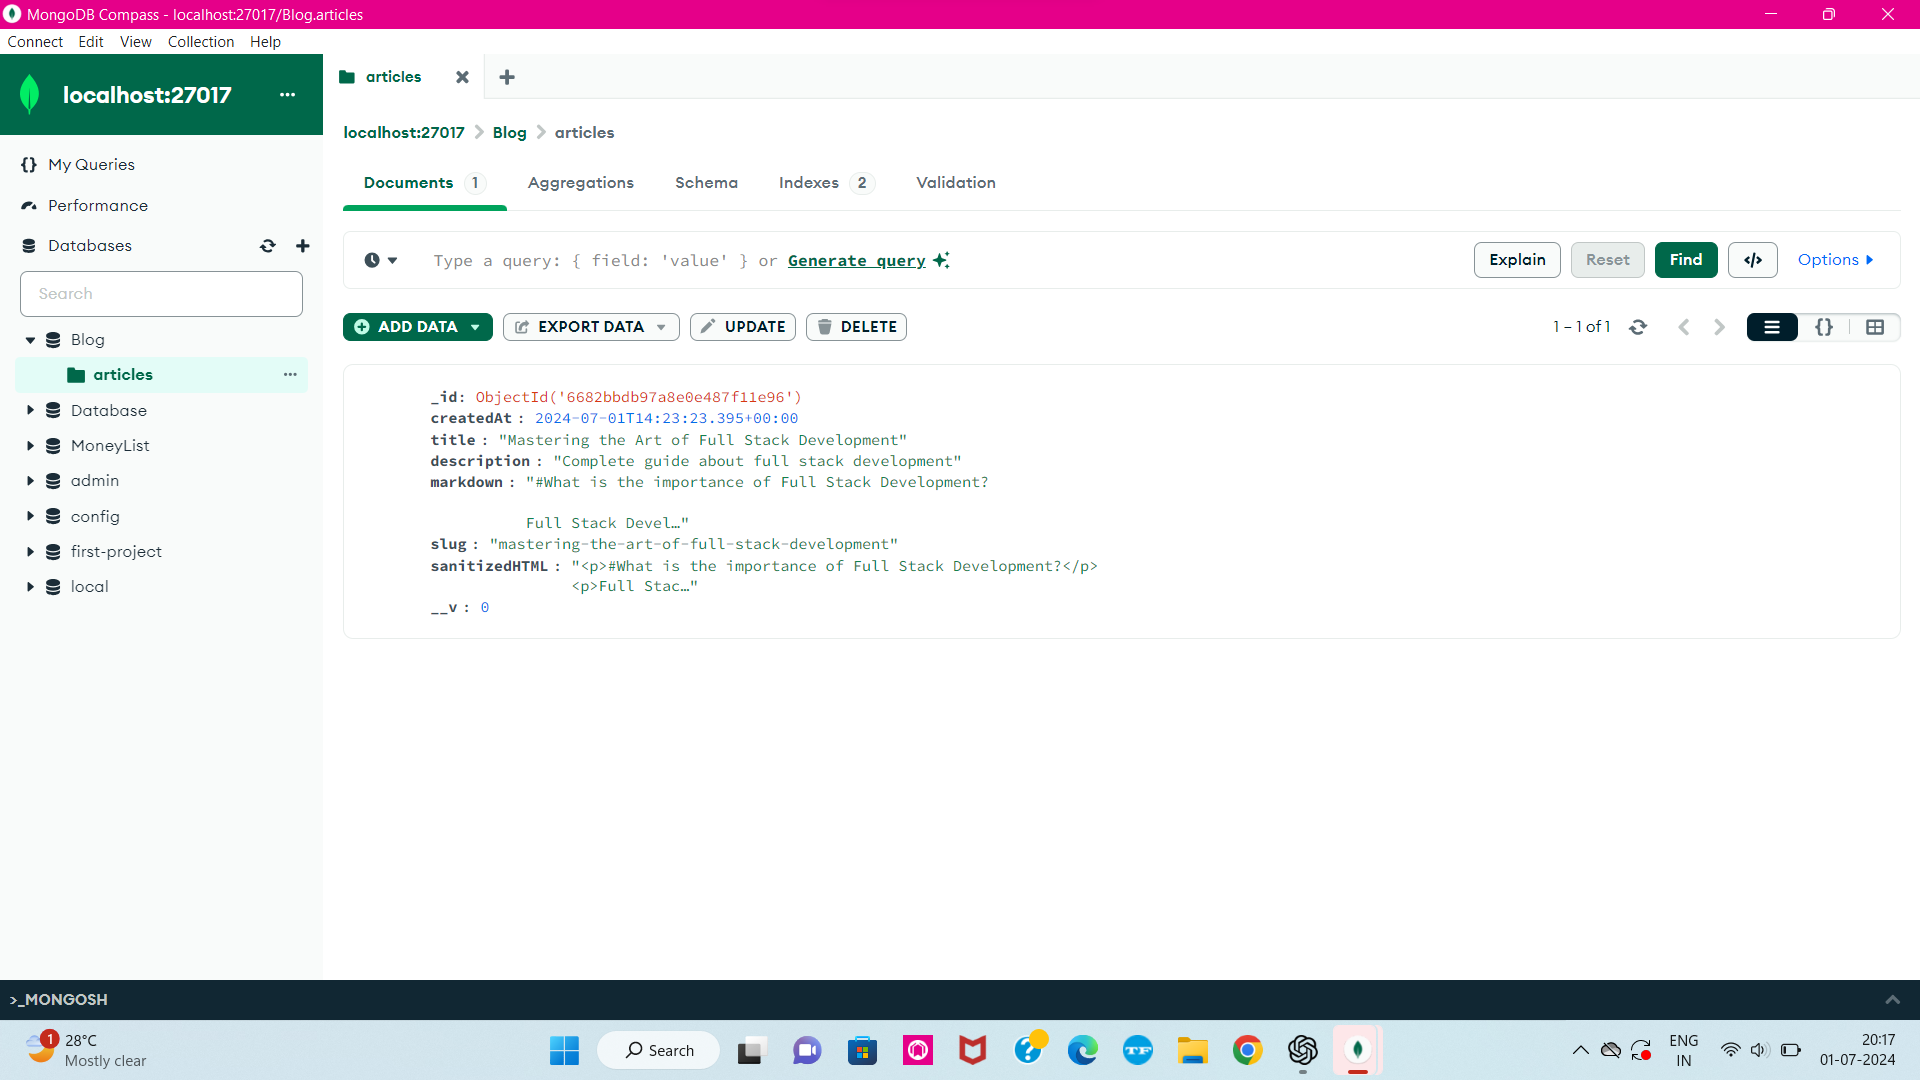 MongoDB Compass - localhost:27017/Blog.articles
Connect Edit View Collection Help
localhost:27017 ...
My Queries
Performance
Databases
Search
Blog
articles ...
Database
MoneyList
admin
config
first-project
local
articles
localhost:27017 > Blog > articles
Documents 1 Aggregations Schema Indexes 2 Validation
Type a query: { field: 'value' } or Generate query
Explain Reset Find </> Options
ADD DATA EXPORT DATA UPDATE DELETE
1 – 1 of 1 {}
_id: ObjectId('6682bbdb97a8e0e487f11e96')
createdAt : 2024-07-01T14:23:23.395+00:00
title : "Mastering the Art of Full Stack Development"
description : "Complete guide about full stack development"
markdown : "#What is the importance of Full Stack Development?
Full Stack Devel…"
slug : "mastering-the-art-of-full-stack-development"
sanitizedHTML : "<p>#What is the importance of Full Stack Development?</p>
<p>Full Stac…"
__v : 0
>_MONGOSH
1
28°C
Mostly clear
Search
TF
ENG
IN
20:17
01-07-2024